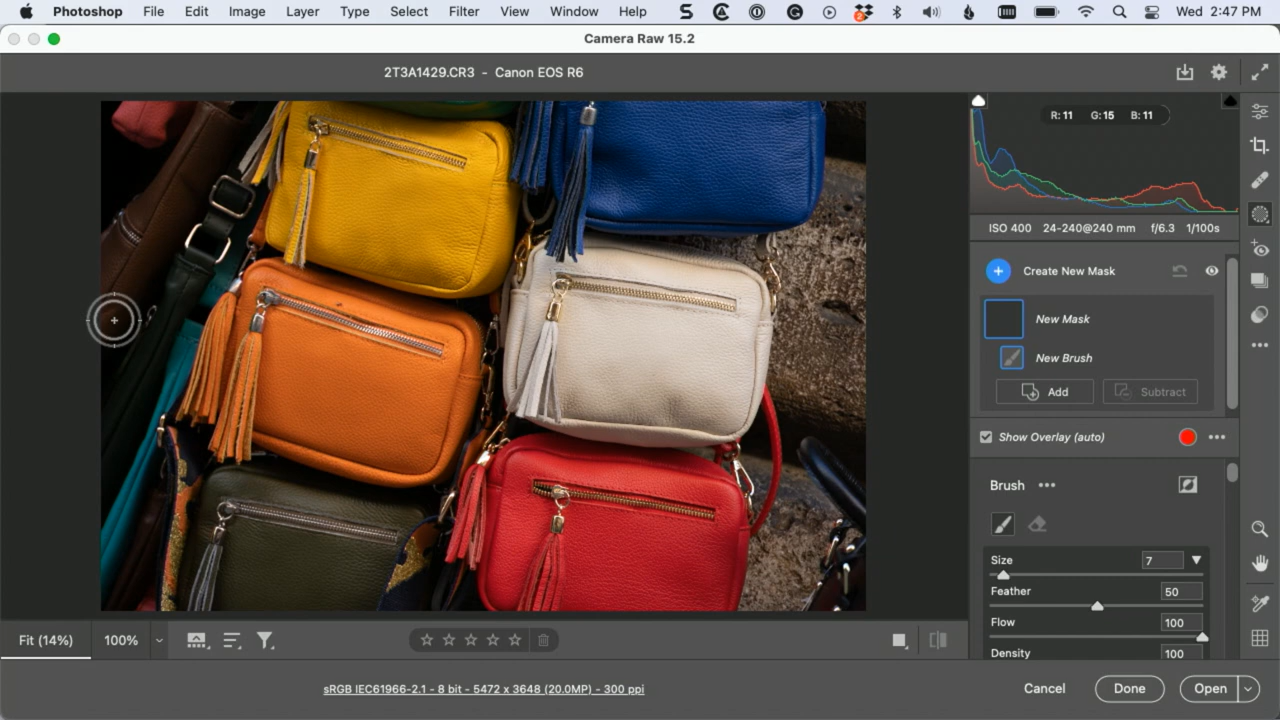 Photoshop File Edit Image Layer Type Select Filter View Window Help Wed 2:47 PM
2
Camera Raw 15.2
2T3A1429.CR3 - Canon EOS R6
R: 11 G: 15 B: 11
ISO 400 24-240@240 mm f/6.3 1/100s
Create New Mask
New Mask
New Brush
Add Subtract
Show Overlay (auto)
Brush
Size 7
Feather 50
Flow 100
Density 100
Fit (14%) 100%
sRGB IEC61966-2.1 - 8 bit - 5472 x 3648 (20.0MP) - 300 ppi
Cancel Done Open